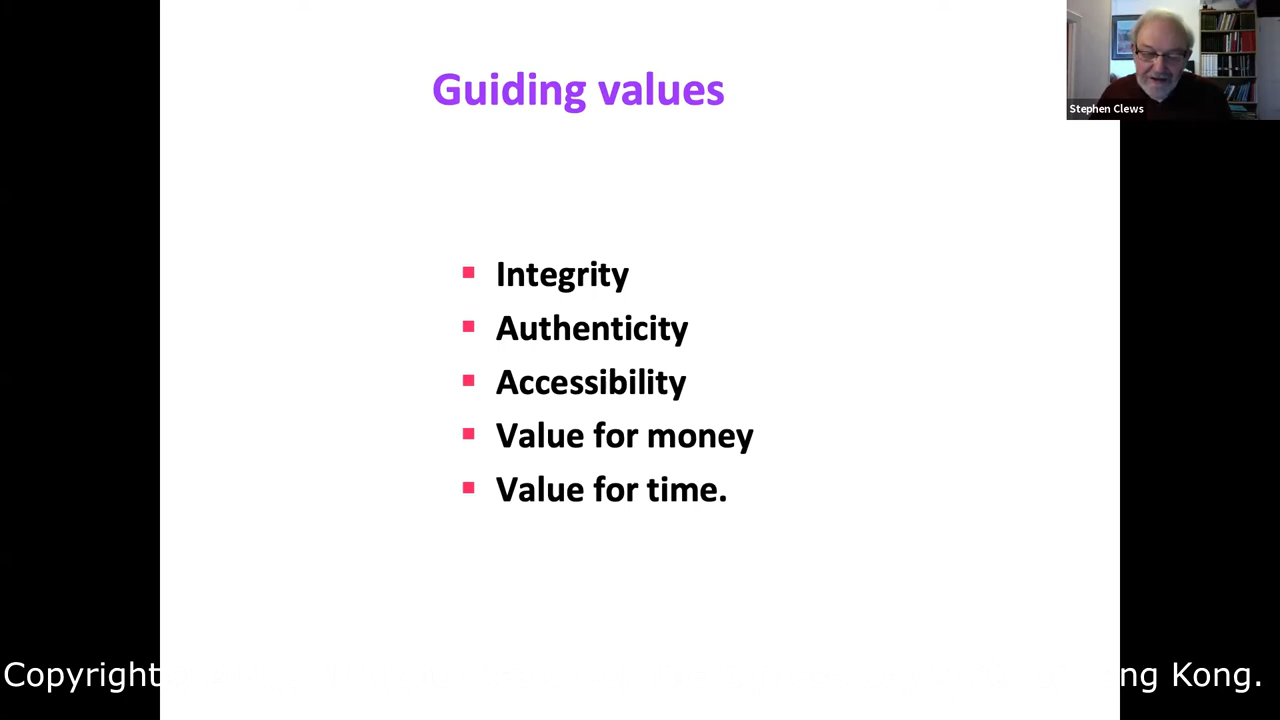 Guiding values
Stephen Clews
Integrity
Authenticity
Accessibility
Value for money
Value for time.
Copyright ng Kong.